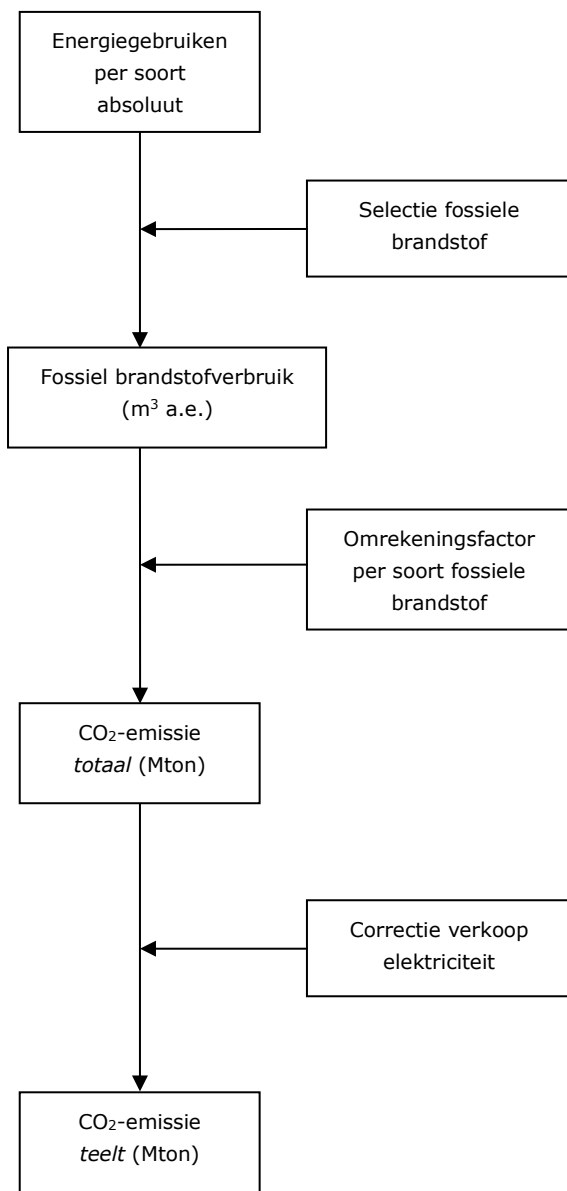 Energiegebruiken
per soort
absoluut
Selectie fossiele
brandstof
Fossiel brandstofverbruik
(m³ a.e.)
Omrekeningsfactor
per soort fossiele
brandstof
CO₂-emissie
totaal (Mton)
Correctie verkoop
elektriciteit
CO₂-emissie
teelt (Mton)